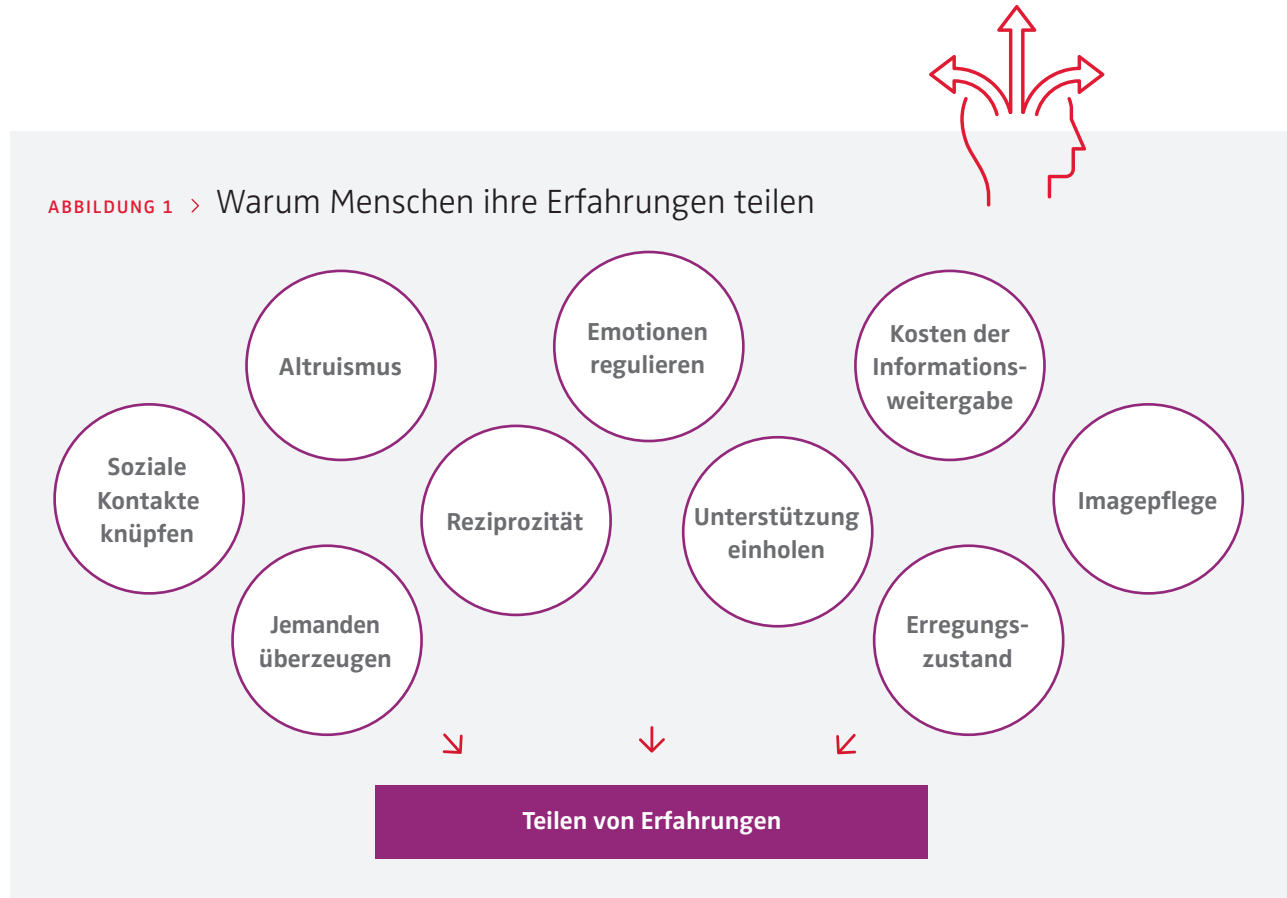 ABBILDUNG 1 > Warum Menschen ihre Erfahrungen teilen
Altruismus
Emotionen
regulieren
Kosten der
Informations-
weitergabe
Soziale
Kontakte
knüpfen
Reziprozität
Unterstützung
einholen
Imagepflege
Jemanden
überzeugen
Erregungs-
zustand
Teilen von Erfahrungen